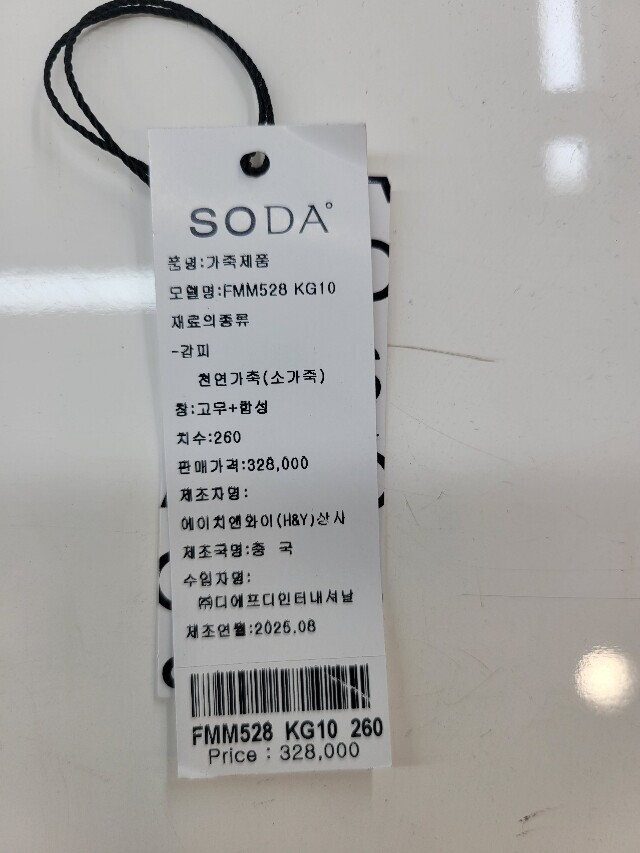 SODA
품명:가죽제품
모델명:FMM528 KG10
재료의종류
-감피
천연가죽(소가죽)
창:고무+합성
치수:260
판매가격:328,000
제조자명:
에이치앤와이(H&Y)상사
제조국명:중 국
수입자명:
㈜디에프디인터내셔날
제조연월:2025.08
FMM528 KG10 260
Price : 328,000